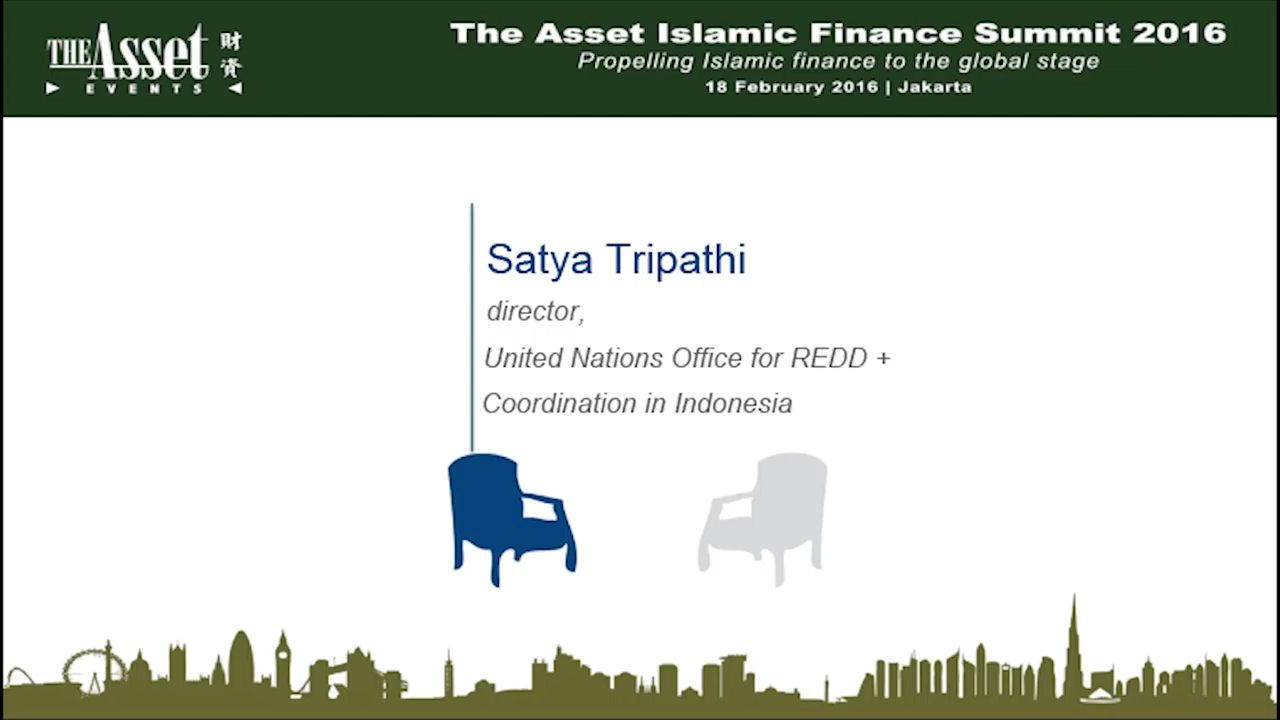 THE Asset 財資
EVENTS
The Asset Islamic Finance Summit 2016
Propelling Islamic finance to the global stage
18 February 2016 | Jakarta
Satya Tripathi
director,
United Nations Office for REDD +
Coordination in Indonesia